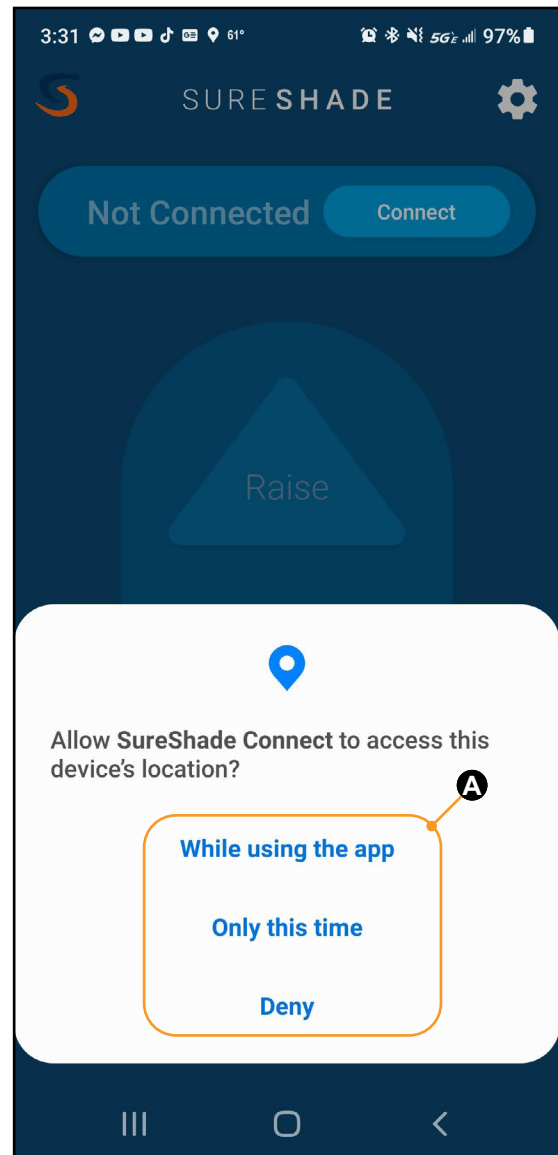 3:31 61° 5GE 97%
SURESHADE
Not Connected Connect
Raise
Allow SureShade Connect to access this
device's location?
A
While using the app
Only this time
Deny